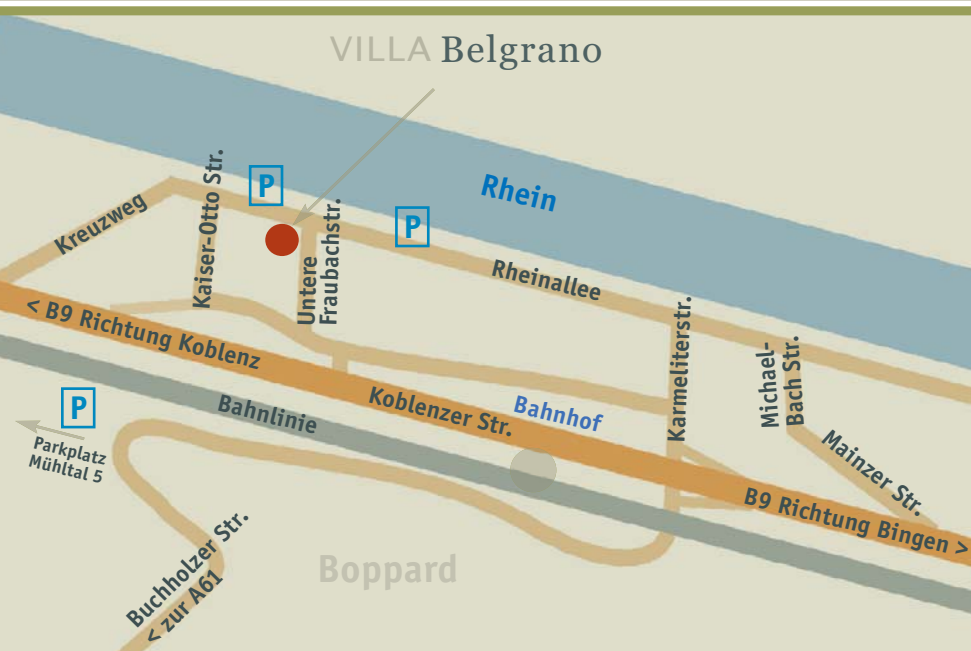 VILLA Belgrano
P
Rhein
P
Kreuzweg
Kaiser-Otto Str.
Untere
Fraubachstr.
Rheinallee
< B9 Richtung Koblenz
Karmeliterstr.
Michael-
Bach Str.
P
Bahnlinie
Koblenzer Str.
Bahnhof
Parkplatz
Mühltal 5
Mainzer Str.
B9 Richtung Bingen >
Buchholzer Str.
< zur A61
Boppard